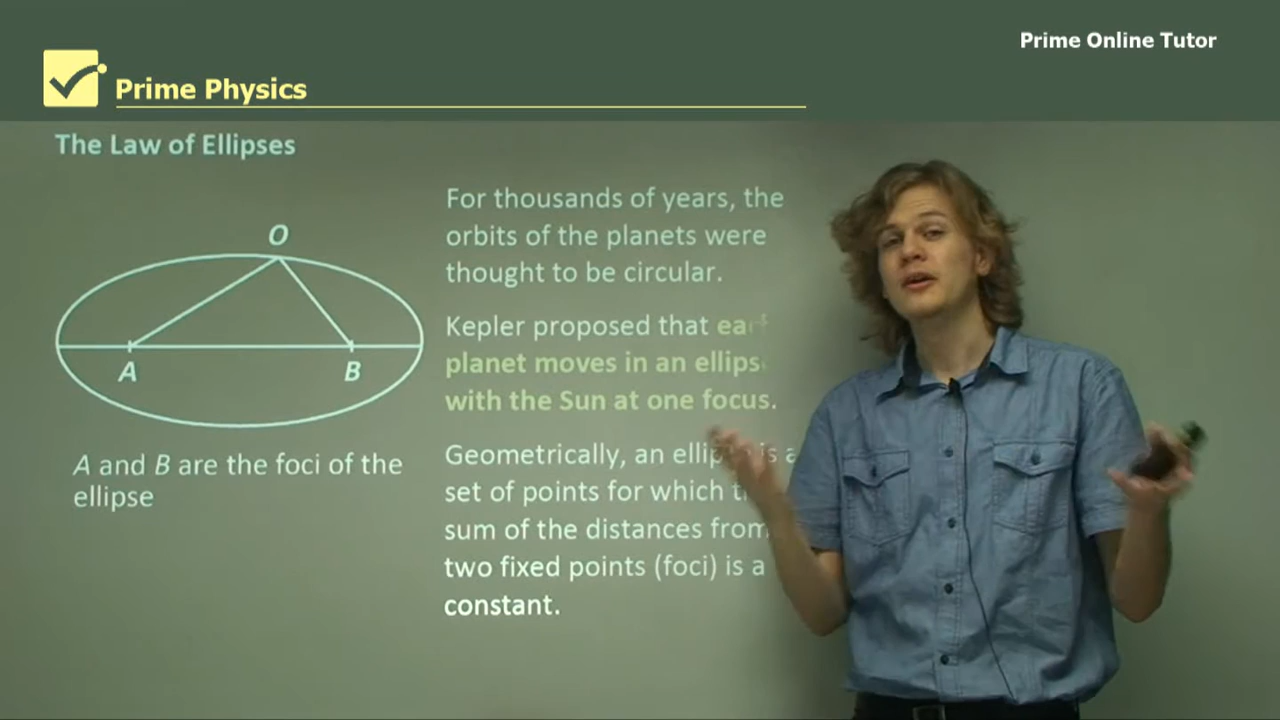 Prime Online Tutor
Prime Physics
The Law of Ellipses
O
A
B
A and B are the foci of the
ellipse
For thousands of years, the
orbits of the planets were
thought to be circular.
Kepler proposed that
planet moves in an
with the Sun at one focus.
Geometrically, an is a
set of points for which
sum of the distances from
two fixed points (foci) is a
constant.